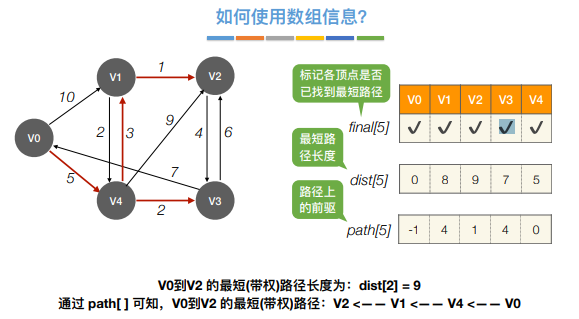 如何使用数组信息?
V1
1
V2
10
2
3
9
4
6
V0
5
7
V4
2
V3
标记各顶点是否
已找到最短路径
V0 V1 V2 V3 V4
final[5] ✓ ✓ ✓ ✓ ✓
最短路
径长度
dist[5] 0 8 9 7 5
路径上
的前驱
path[5] -1 4 1 4 0
V0到V2 的最短(带权)路径长度为：dist[2] = 9
通过 path[ ] 可知，V0到V2 的最短(带权)路径：V2 <—— V1 <—— V4 <—— V0